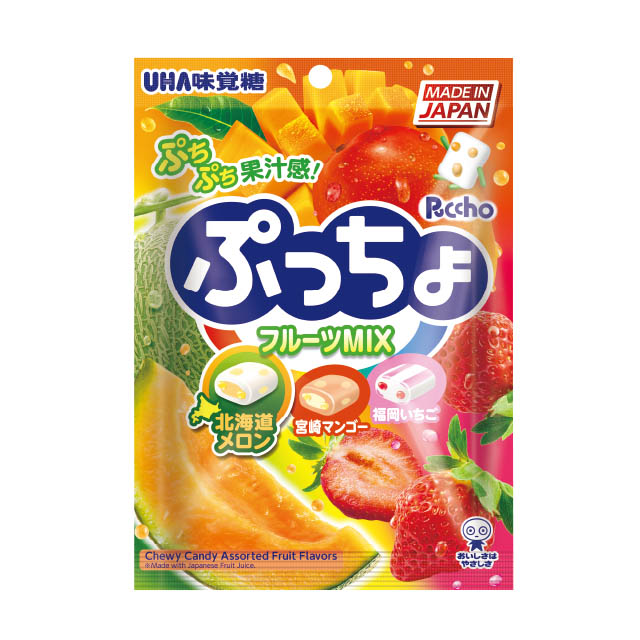 UHA味覚糖
MADE IN
JAPAN
ぷちぷち果汁感!
Puccho
ぷっちょ
フルーツMIX
北海道
メロン
宮崎マンゴー
福岡いちご
Chewy Candy Assorted Fruit Flavors
※Made with Japanese Fruit Juice.
おいしさは
やさしさ